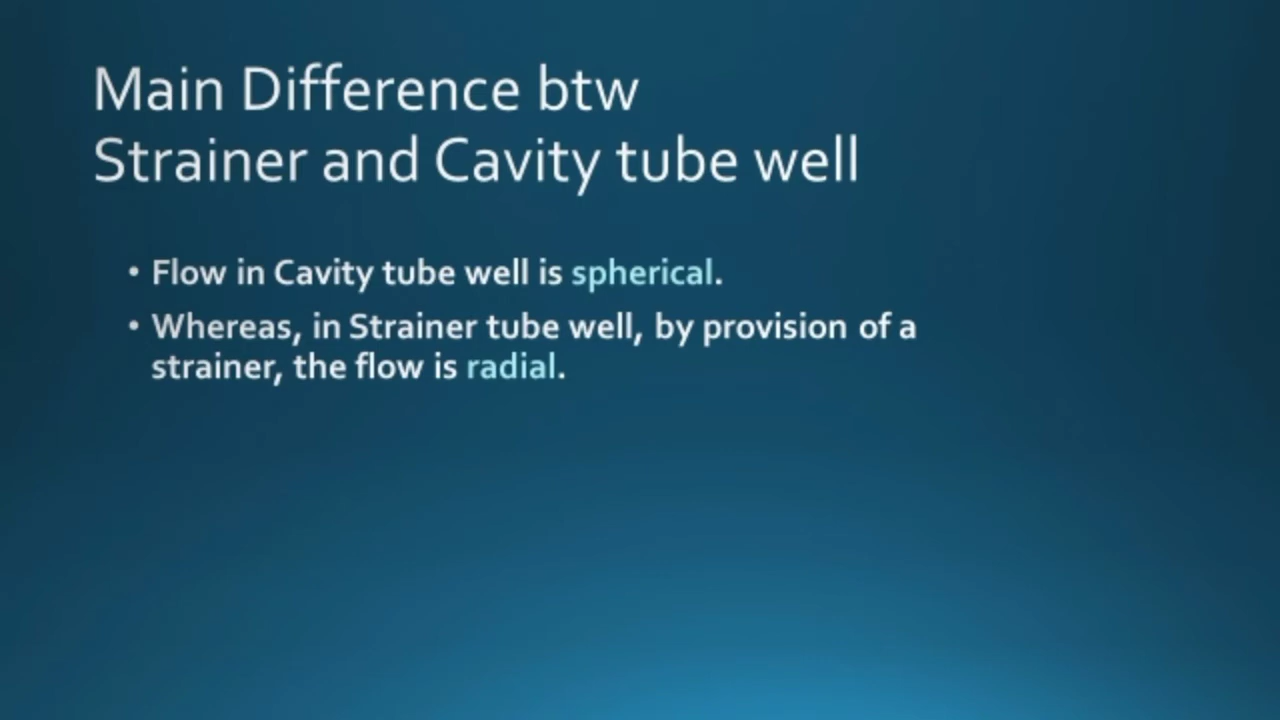 Main Difference btw
Strainer and Cavity tube well
• Flow in Cavity tube well is spherical.
• Whereas, in Strainer tube well, by provision of a
strainer, the flow is radial.